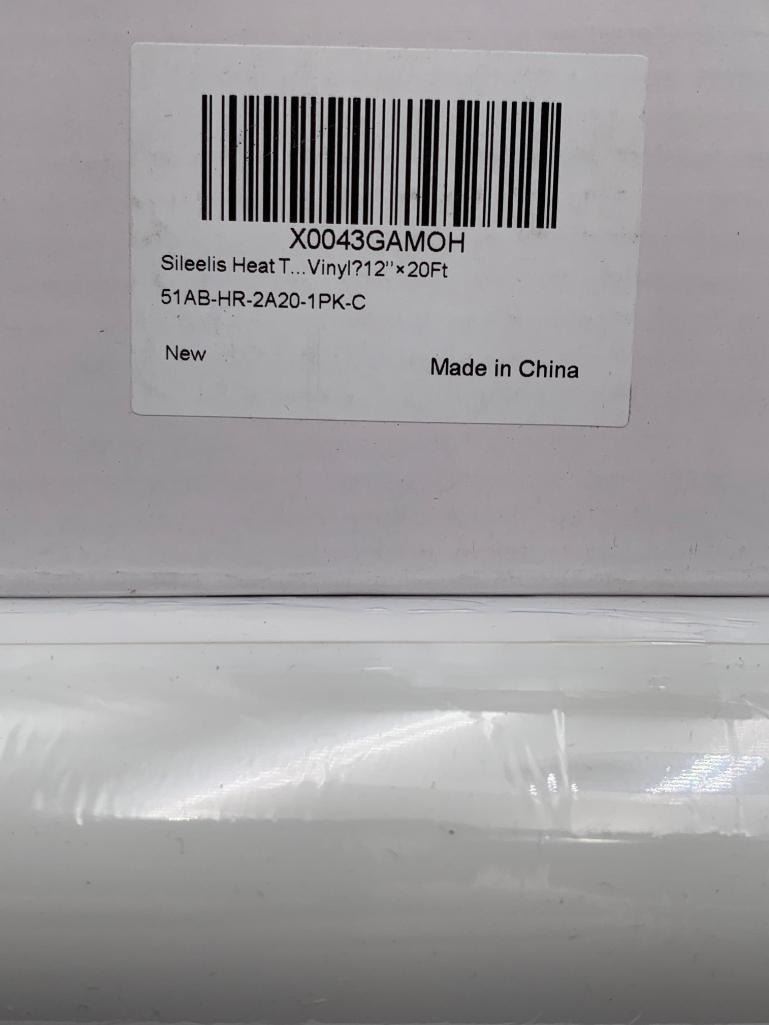 X0043GAMOH
Sileelis Heat T...Vinyl?12''×20Ft
51AB-HR-2A20-1PK-C
New
Made in China